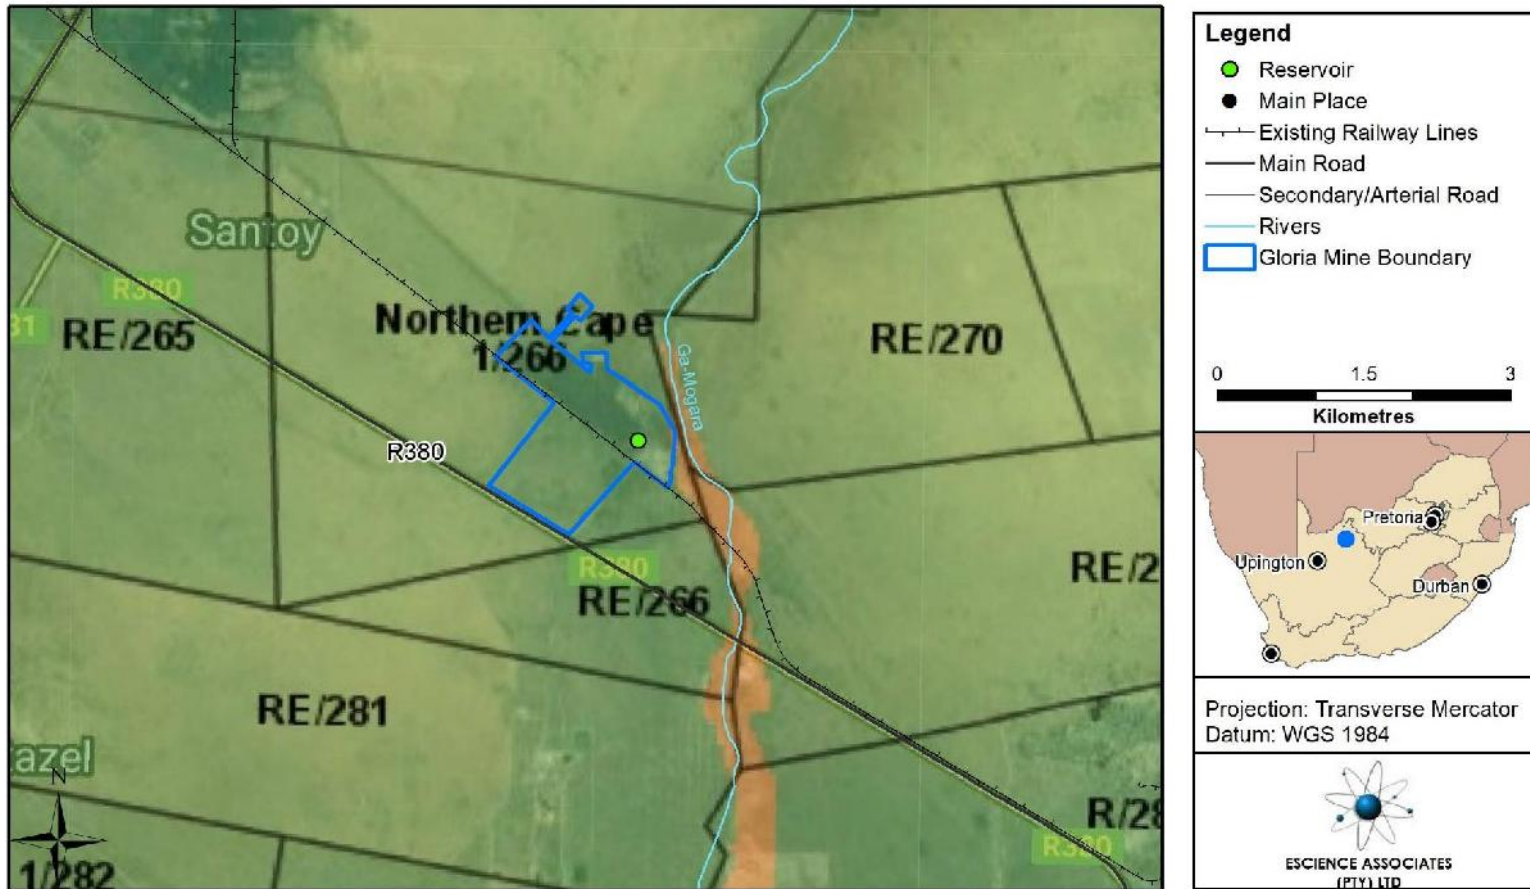 Santoy
R380
31
RE/265
Northern Cape
1/266
RE/270
Ga-Mogara
R380
R380
RE/266
RE/2
RE/281
azel
N
1/282
R/28
R380
Legend
Reservoir
Main Place
Existing Railway Lines
Main Road
Secondary/Arterial Road
Rivers
Gloria Mine Boundary
0 1.5 3
Kilometres
Pretoria
Upington
Durban
Projection: Transverse Mercator
Datum: WGS 1984
ESCIENCE ASSOCIATES
(PTY) LTD